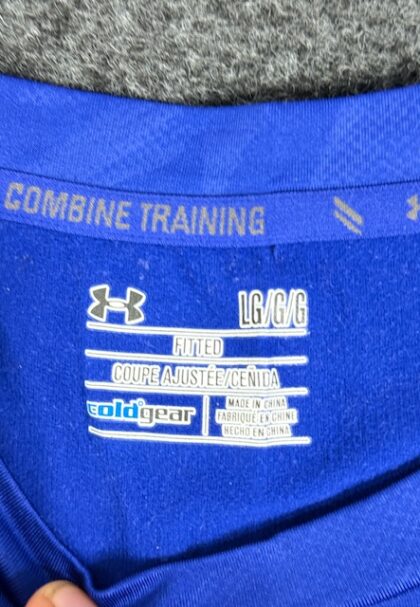 COMBINE TRAINING
LG/G/G
FITTED
COUPE AJUSTÉE/CEÑIDA
coldgear
MADE IN CHINA
FABRIQUÉ EN CHINE
HECHO EN CHINA